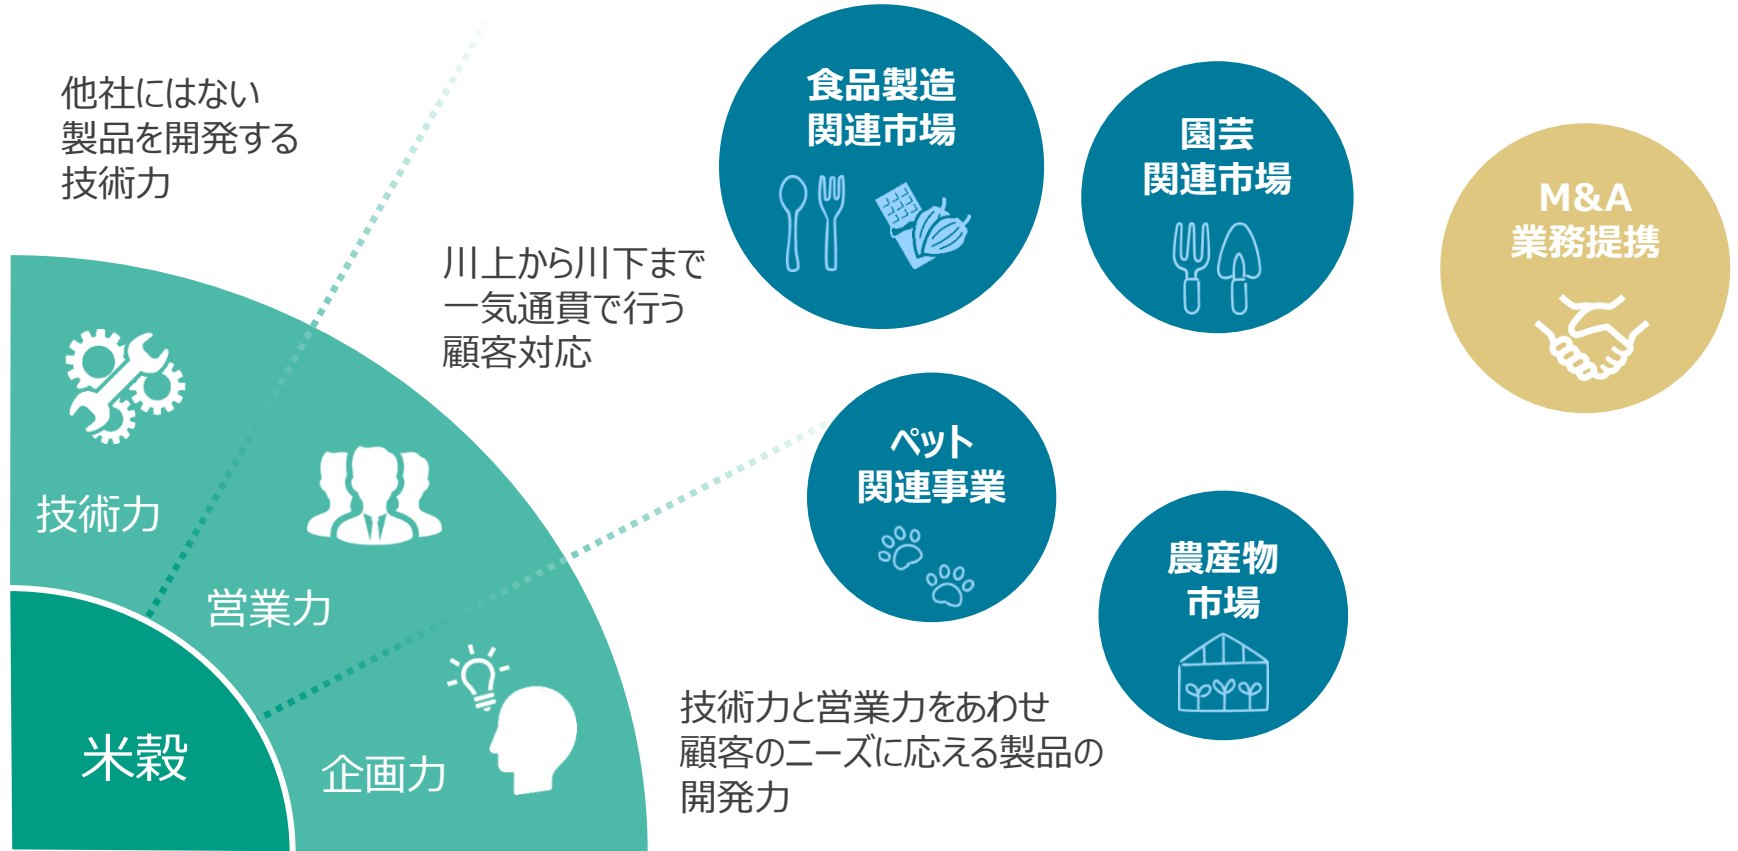 他社にはない
製品を開発する
技術力
川上から川下まで
一気通貫で行う
顧客対応
技術力と営業力をあわせ
顧客のニーズに応える製品の
開発力
技術力
営業力
企画力
米穀
食品製造
関連市場
園芸
関連市場
ペット
関連事業
農産物
市場
M&A
業務提携